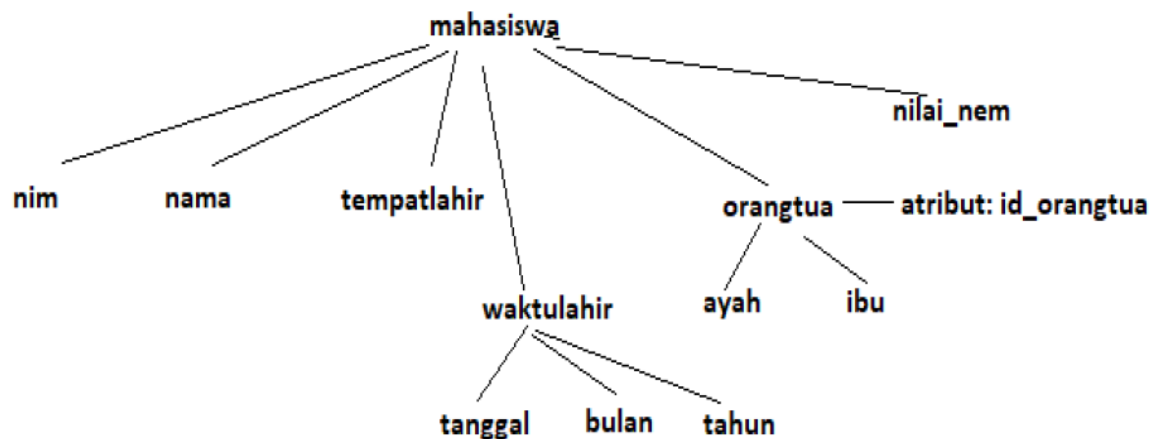 mahasiswa
nilai_nem
nim
nama
tempatlahir
orangtua
atribut: id_orangtua
waktulahir
ayah
ibu
tanggal
bulan
tahun